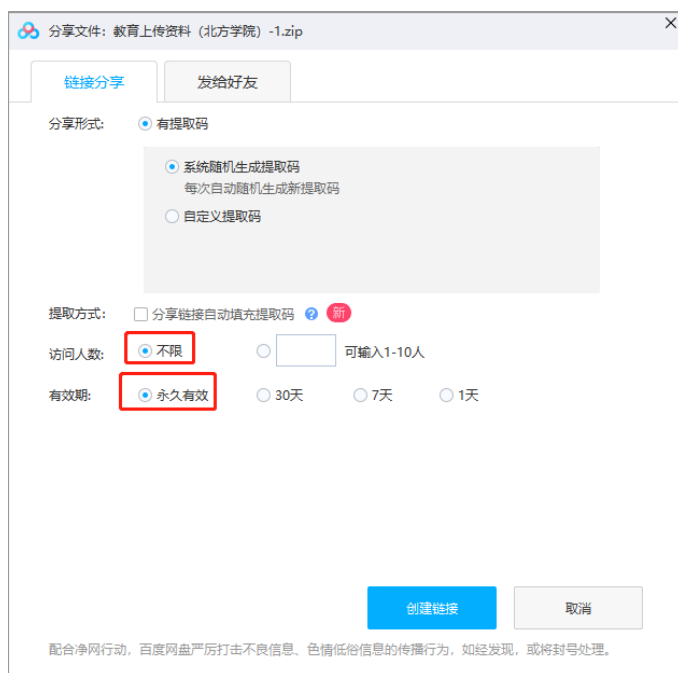 分享文件：教育上传资料（北方学院）-1.zip
链接分享 发给好友
分享形式: 有提取码
系统随机生成提取码
每次自动随机生成新提取码
自定义提取码
提取方式: 分享链接自动填充提取码 ? 新
访问人数: 不限 可输入1-10人
有效期: 永久有效 30天 7天 1天
创建链接 取消
配合净网行动，百度网盘严厉打击不良信息、色情低俗信息的传播行为，如经发现，或将封号处理。